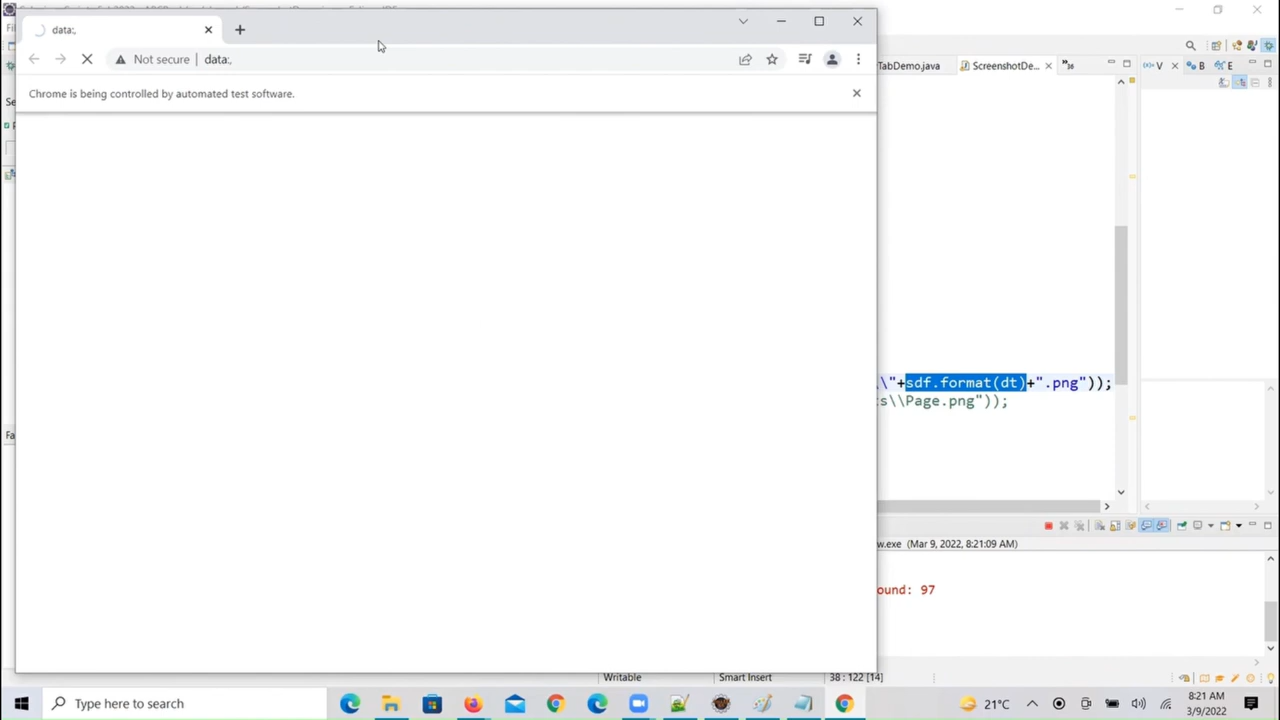 data:,
Not secure
data:,
Chrome is being controlled by automated test software.
TabDemo.java
ScreenshotDe...
V
B
E
\"+sdf.format(dt)+".png"));
ts\\Page.png"));
w.exe (Mar 9, 2022, 8:21:09 AM)
ound: 97
Writable
Smart Insert
38 : 122 [14]
Type here to search
21°C
8:21 AM
3/9/2022